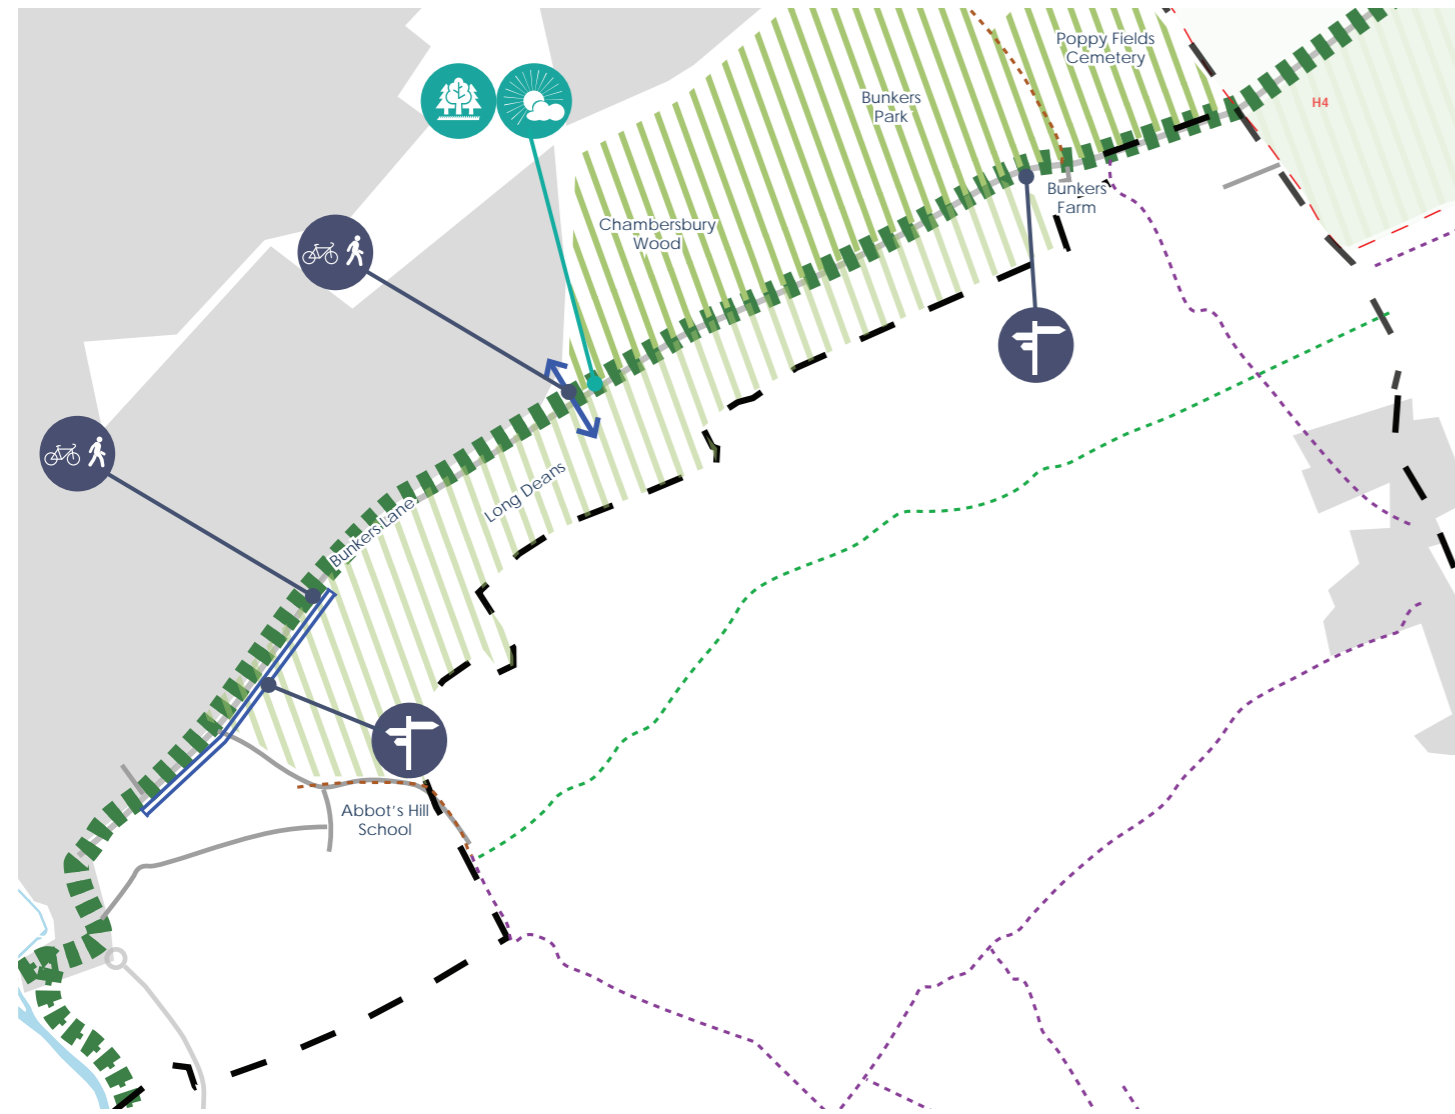 Poppy Fields
Cemetery
H4
Bunkers
Park
Bunkers
Farm
Chambersbury
Wood
Long Deans
Bunkers Lane
Abbot's Hill
School